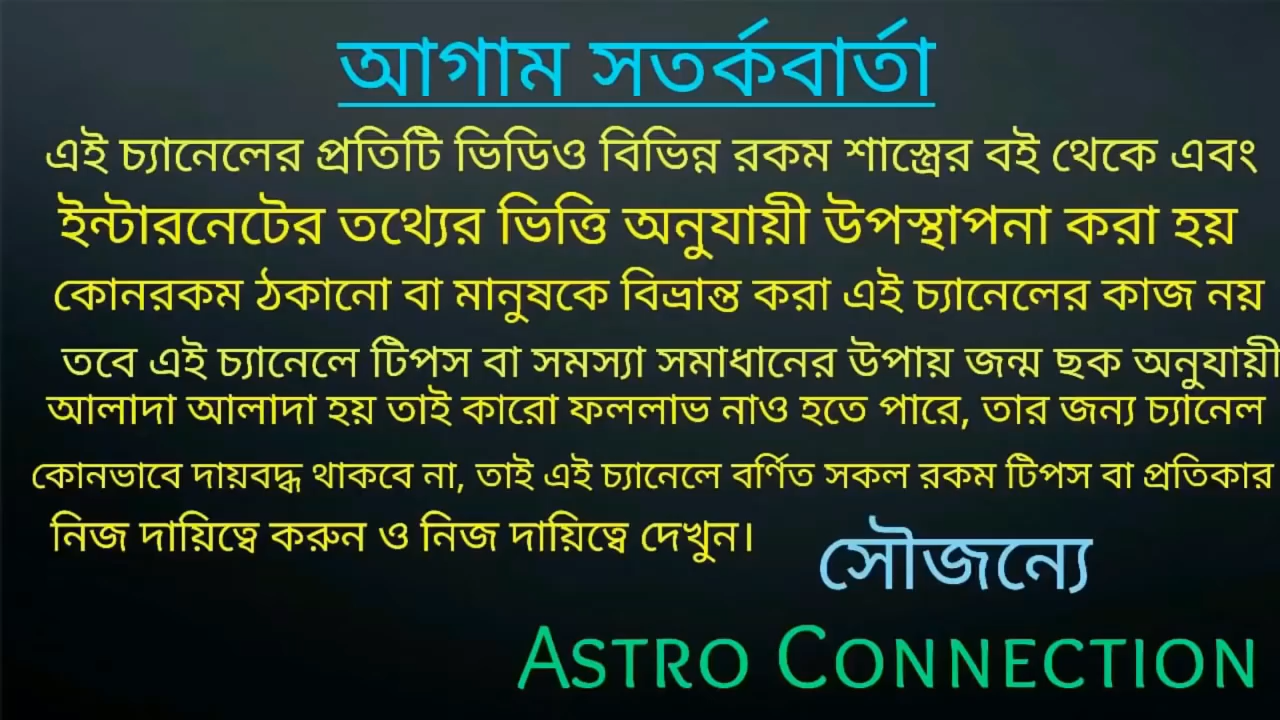 আগাম সতর্কবার্তা
এই চ্যানেলের প্রতিটি ভিডিও বিভিন্ন রকম শাস্ত্রের বই থেকে এবং
ইন্টারনেটের তথ্যের ভিত্তি অনুযায়ী উপস্থাপনা করা হয়
কোনরকম ঠকানো বা মানুষকে বিভ্রান্ত করা এই চ্যানেলের কাজ নয়
তবে এই চ্যানেলে টিপস বা সমস্যা সমাধানের উপায় জন্ম ছক অনুযায়ী
আলাদা আলাদা হয় তাই কারো ফললাভ নাও হতে পারে, তার জন্য চ্যানেল
কোনভাবে দায়বদ্ধ থাকবে না, তাই এই চ্যানেলে বর্ণিত সকল রকম টিপস বা প্রতিকার
নিজ দায়িত্বে করুন ও নিজ দায়িত্বে দেখুন।
সৌজন্যে
ASTRO CONNECTION